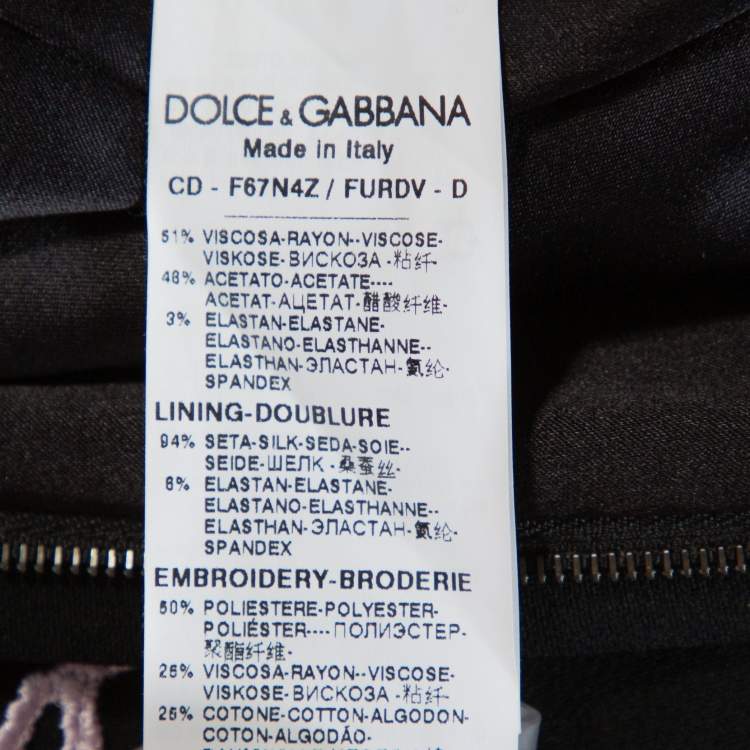 DOLCE & GABBANA
Made in Italy
CD - F67N4Z / FURDV - D
51% VISCOSA-RAYON--VISCOSE-
VISKOSE-ВИСКОЗА -粘纤-
46% ACETATO-ACETATE----
ACETAT-АЦЕТАТ-醋酸纤维-
3% ELASTAN-ELASTANE-
ELASTANO-ELASTHANNE--
ELASTHAN-ЭЛАСТАН-氨纶-
SPANDEX
LINING-DOUBLURE
94% SETA-SILK-SEDA-SOIE--
SEIDE-ШЕЛК -桑蚕丝-
6% ELASTAN-ELASTANE-
ELASTANO-ELASTHANNE--
ELASTHAN-ЭЛАСТАН-氨纶-
SPANDEX
EMBROIDERY-BRODERIE
50% POLIESTERE-POLYESTER-
POLIÉSTER----ПОЛИЭСТЕР-
聚酯纤维-
25% VISCOSA-RAYON--VISCOSE-
VISKOSE-ВИСКОЗА -粘纤-
25% COTONE-COTTON-ALGODON-
COTON-ALGODÃO-